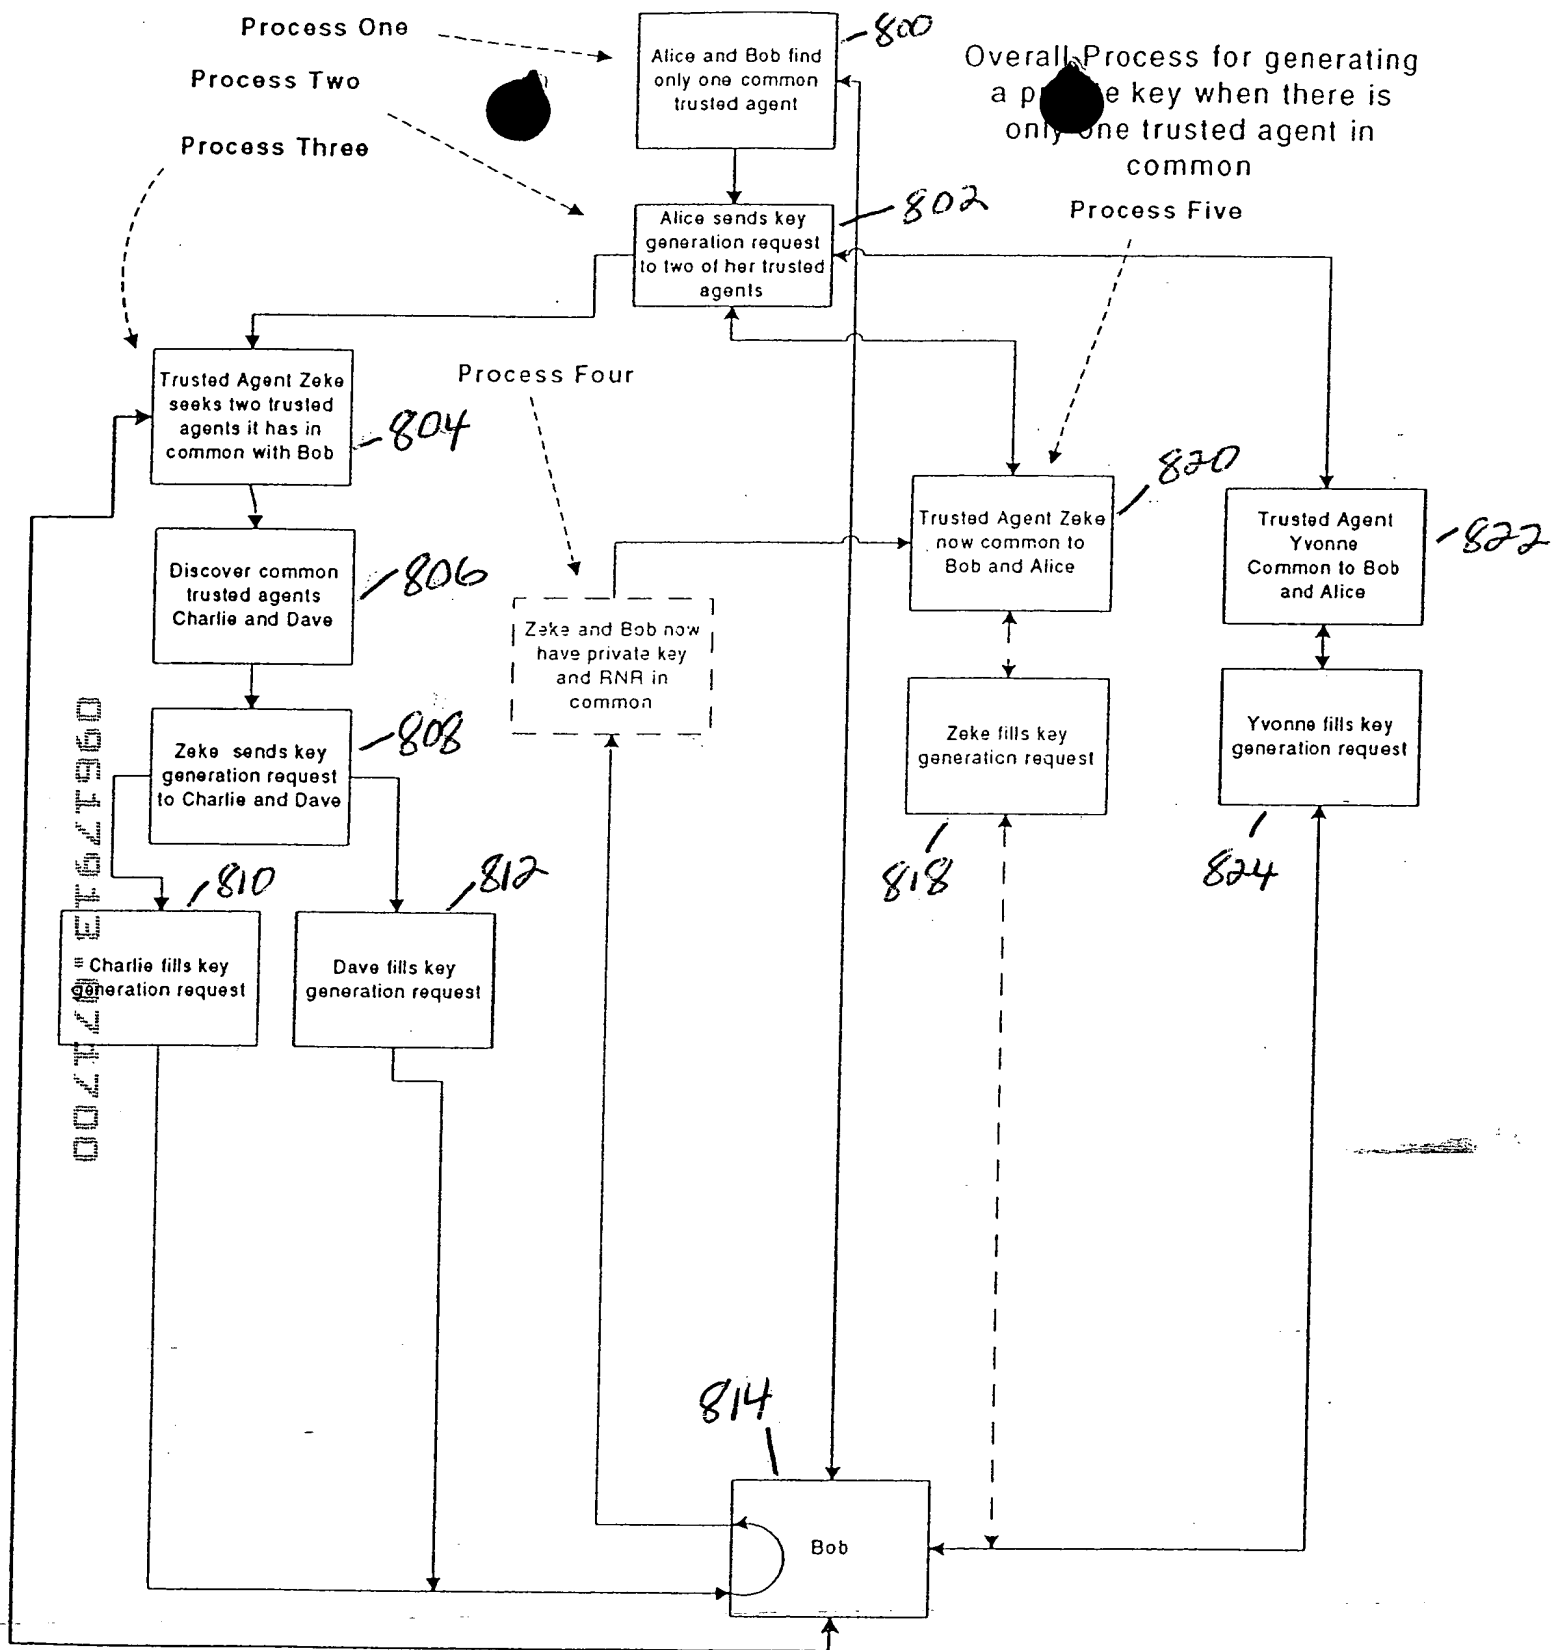 Process One
Process Two
Process Three
Alice and Bob find
only one common
trusted agent
800
Overall Process for generating
a key when there is
only one trusted agent in
common
Process Five
Alice sends key
generation request
to two of her trusted
agents
802
Trusted Agent Zeke
seeks two trusted
agents it has in
common with Bob
804
Process Four
Discover common
trusted agents
Charlie and Dave
806
Zeke and Bob now
have private key
and RNR in
common
Trusted Agent Zeke
now common to
Bob and Alice
820
Trusted Agent
Yvonne
Common to Bob
and Alice
822
Zeke sends key
generation request
to Charlie and Dave
808
Zeke fills key
generation request
818
Yvonne fills key
generation request
824
Charlie fills key
generation request
810
Dave fills key
generation request
812
Bob
814